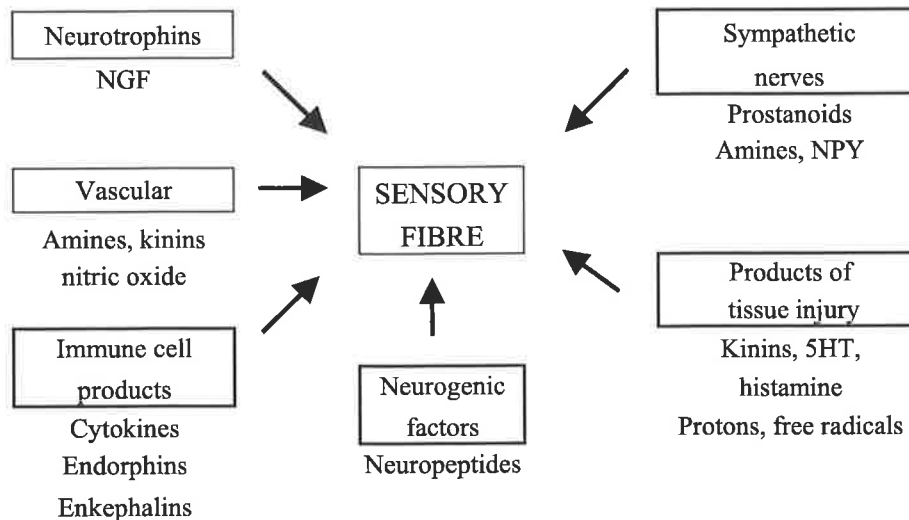 Neurotrophins
NGF
Vascular
Amines, kinins
nitric oxide
Immune cell
products
Cytokines
Endorphins
Enkephalins
SENSORY
FIBRE
Neurogenic
factors
Neuropeptides
Sympathetic
nerves
Prostanoids
Amines, NPY
Products of
tissue injury
Kinins, 5HT,
histamine
Protons, free radicals